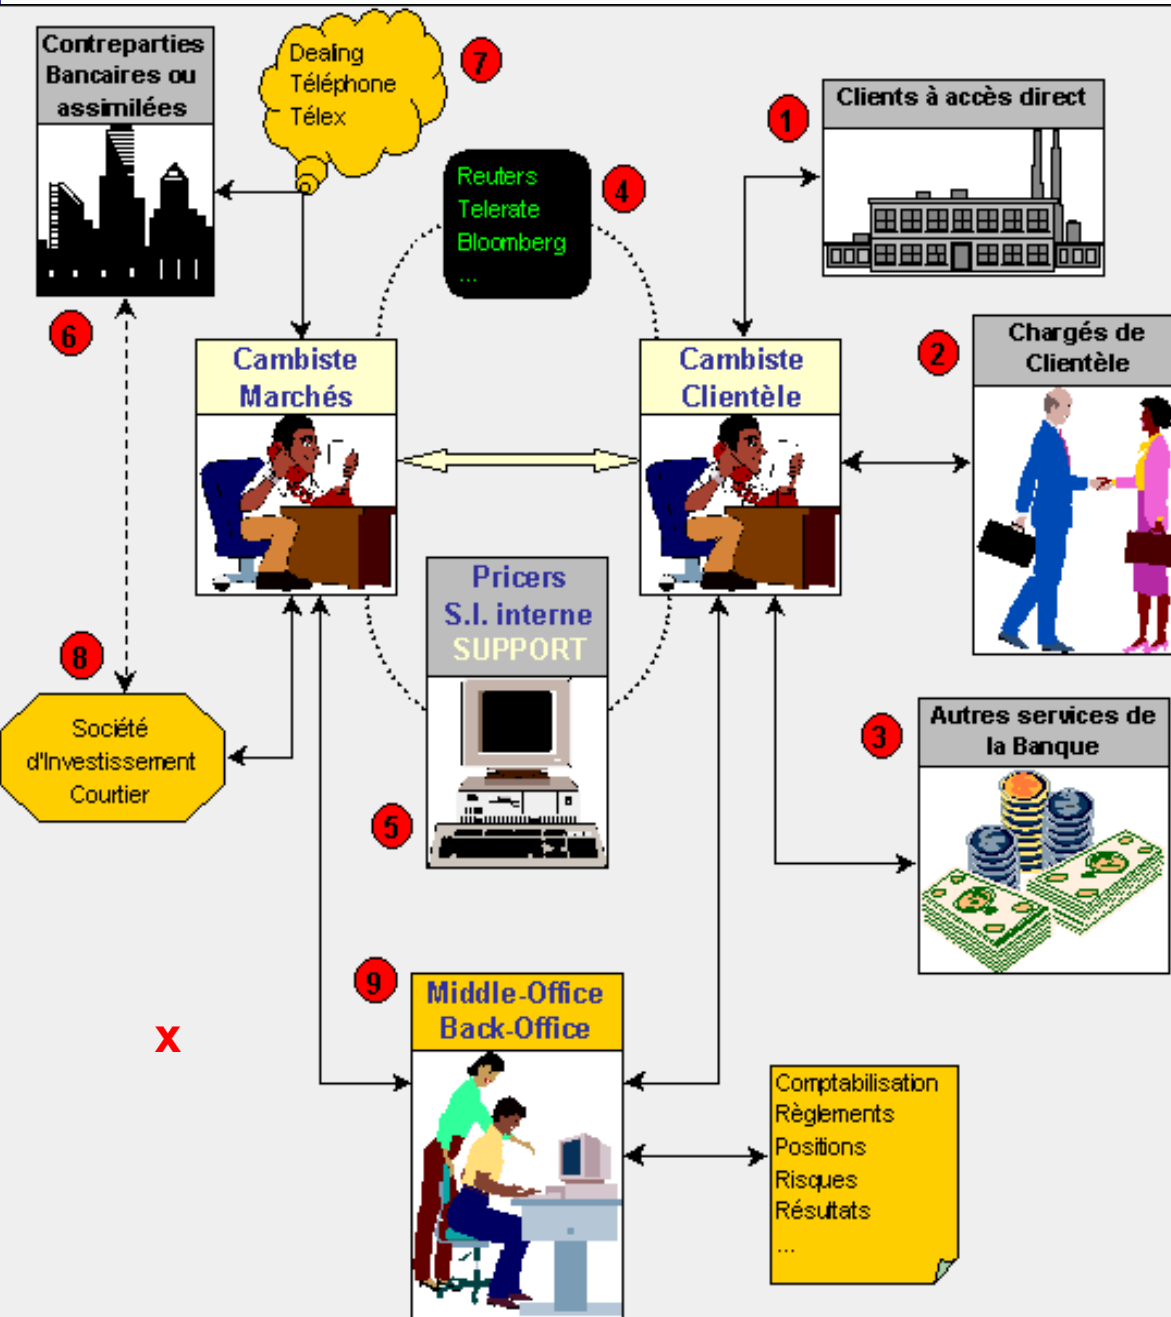 Contreparties
Bancaires ou
assimilées
Dealing
Téléphone
Télex
7
Clients à accès direct
1
Reuters
Telerate
Bloomberg
...
4
6
Cambiste
Marchés
Cambiste
Clientèle
2
Chargés de
Clientèle
Pricers
S.I. interne
SUPPORT
8
Société
d'Investissement
Courtier
5
3
Autres services de
la Banque
9
Middle-Office
Back-Office
x
Comptabilisation
Règlements
Positions
Risques
Résultats
...